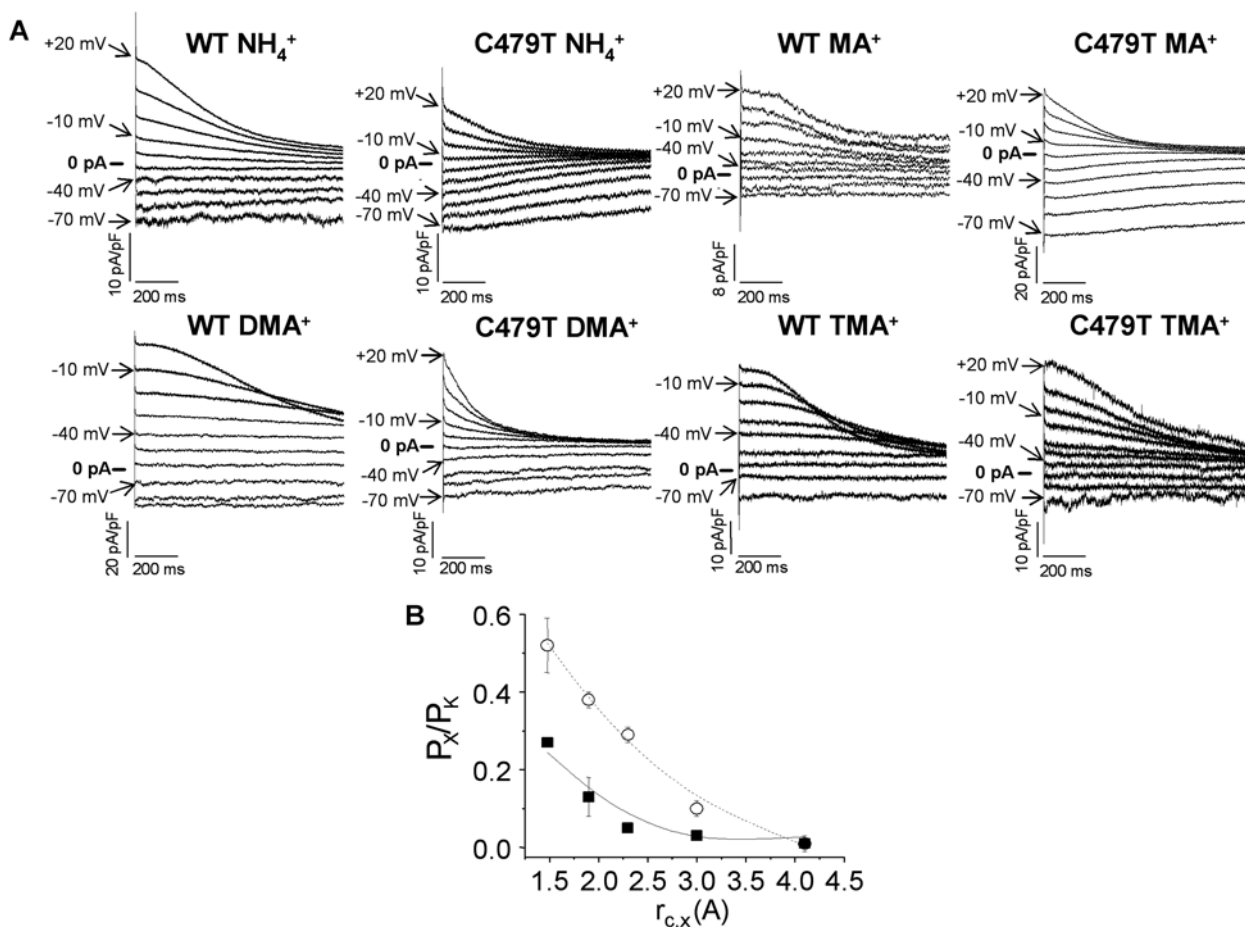 A
WT NH4+
+20 mV
-10 mV
0 pA
-40 mV
-70 mV
10 pA/pF
200 ms
C479T NH4+
+20 mV
-10 mV
0 pA
-40 mV
-70 mV
10 pA/pF
200 ms
WT MA+
+20 mV
-10 mV
-40 mV
0 pA
-70 mV
8 pA/pF
200 ms
C479T MA+
+20 mV
-10 mV
0 pA
-40 mV
-70 mV
20 pA/pF
200 ms
WT DMA+
-10 mV
-40 mV
0 pA
-70 mV
20 pA/pF
200 ms
C479T DMA+
+20 mV
-10 mV
0 pA
-40 mV
-70 mV
10 pA/pF
200 ms
WT TMA+
-10 mV
-40 mV
0 pA
-70 mV
10 pA/pF
200 ms
C479T TMA+
+20 mV
-10 mV
-40 mV
0 pA
-70 mV
10 pA/pF
200 ms
B
PX/PK
0.6
0.4
0.2
0.0
1.5 2.0 2.5 3.0 3.5 4.0 4.5
rc,x(A)